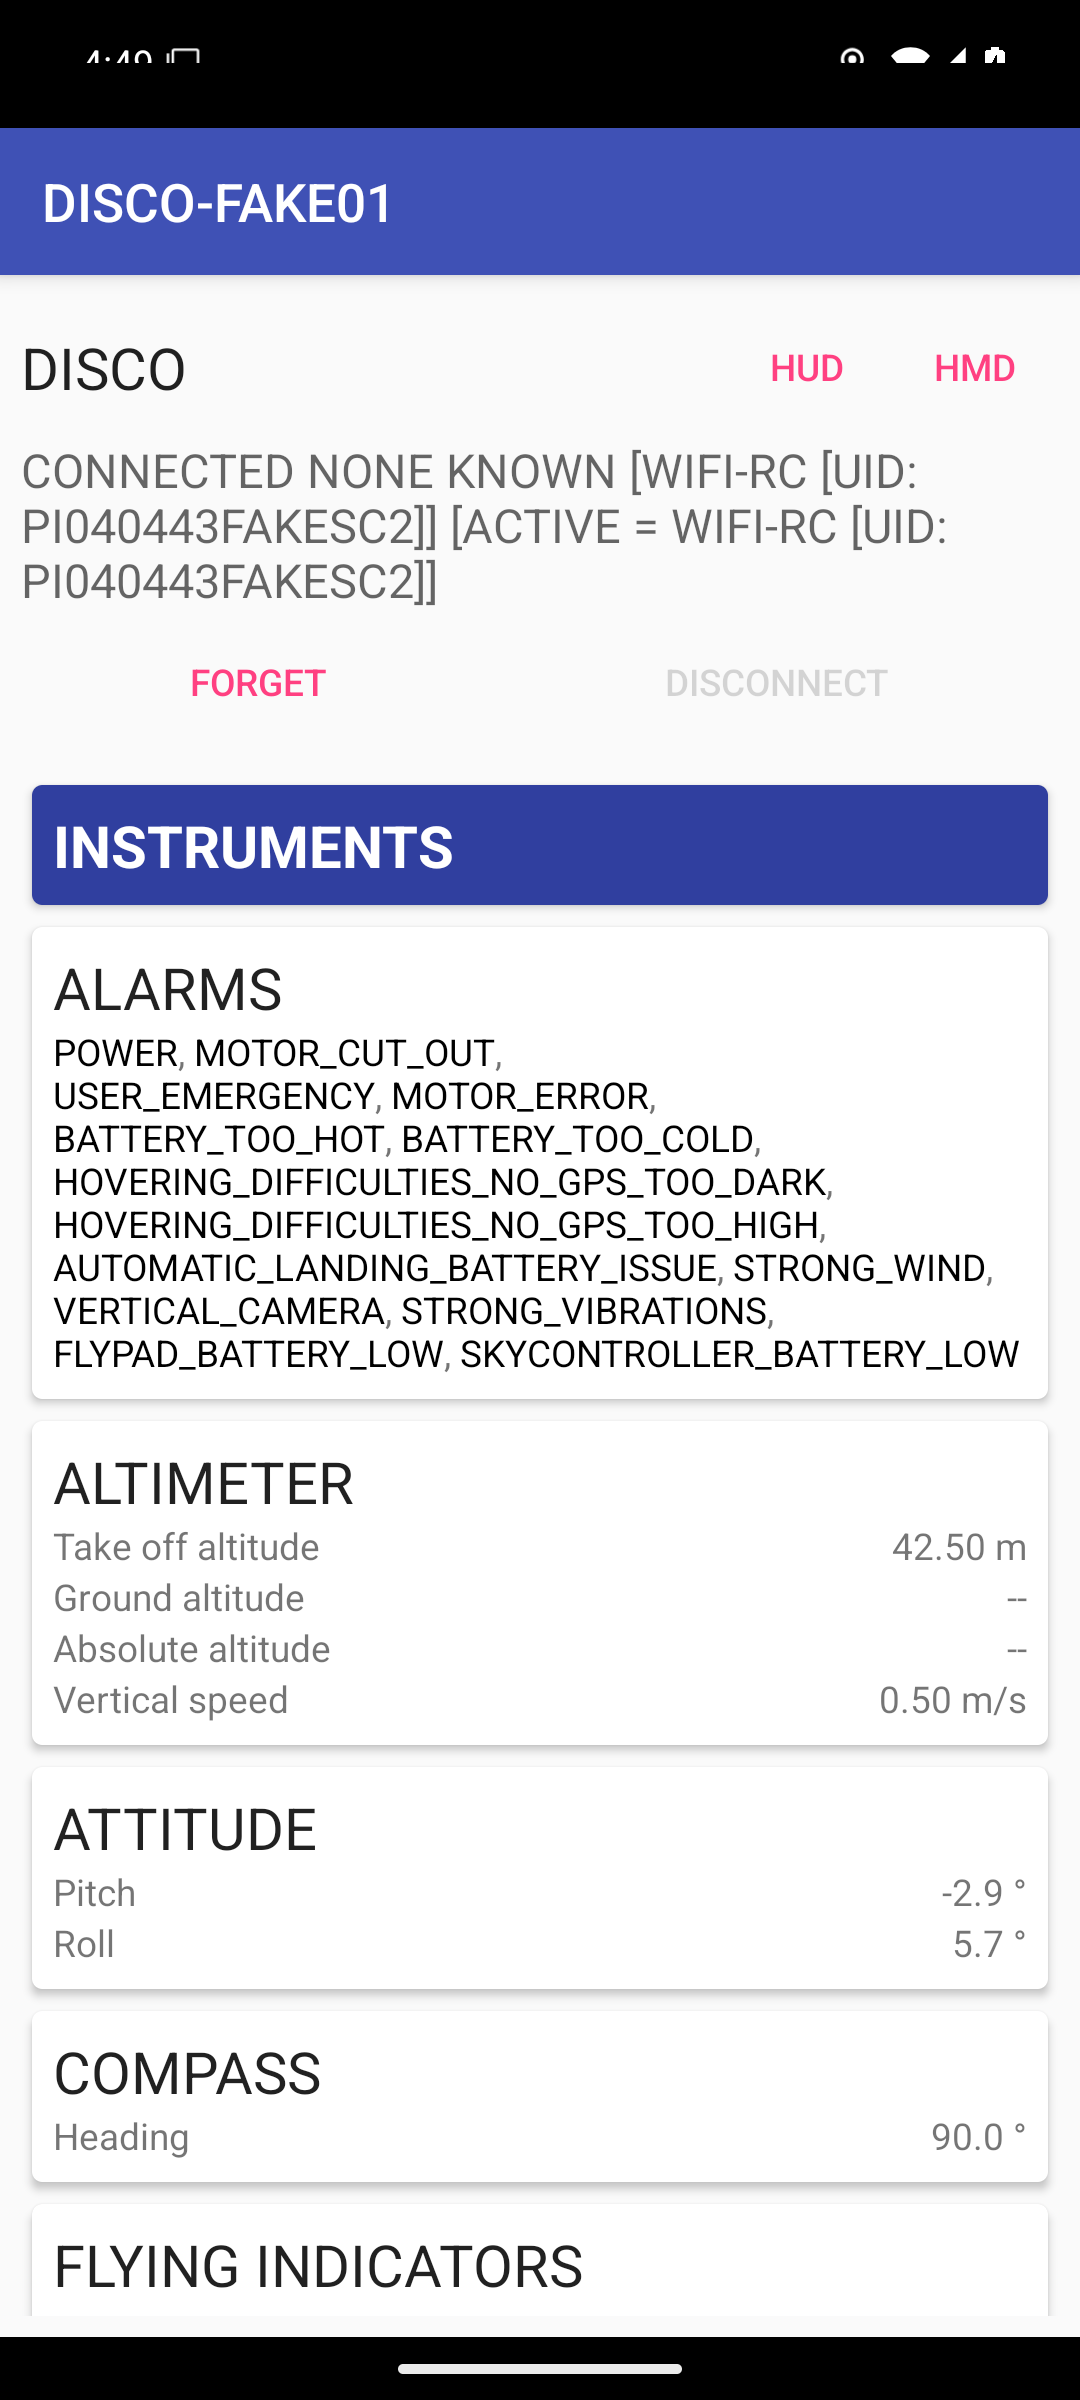 4:49
DISCO-FAKE01
DISCO
HUD
HMD
CONNECTED NONE KNOWN [WIFI-RC [UID:
PI040443FAKESC2]] [ACTIVE = WIFI-RC [UID:
PI040443FAKESC2]]
FORGET
DISCONNECT
INSTRUMENTS
ALARMS
POWER, MOTOR_CUT_OUT,
USER_EMERGENCY, MOTOR_ERROR,
BATTERY_TOO_HOT, BATTERY_TOO_COLD,
HOVERING_DIFFICULTIES_NO_GPS_TOO_DARK,
HOVERING_DIFFICULTIES_NO_GPS_TOO_HIGH,
AUTOMATIC_LANDING_BATTERY_ISSUE, STRONG_WIND,
VERTICAL_CAMERA, STRONG_VIBRATIONS,
FLYPAD_BATTERY_LOW, SKYCONTROLLER_BATTERY_LOW
ALTIMETER
Take off altitude 42.50 m
Ground altitude --
Absolute altitude --
Vertical speed 0.50 m/s
ATTITUDE
Pitch -2.9 °
Roll 5.7 °
COMPASS
Heading 90.0 °
FLYING INDICATORS